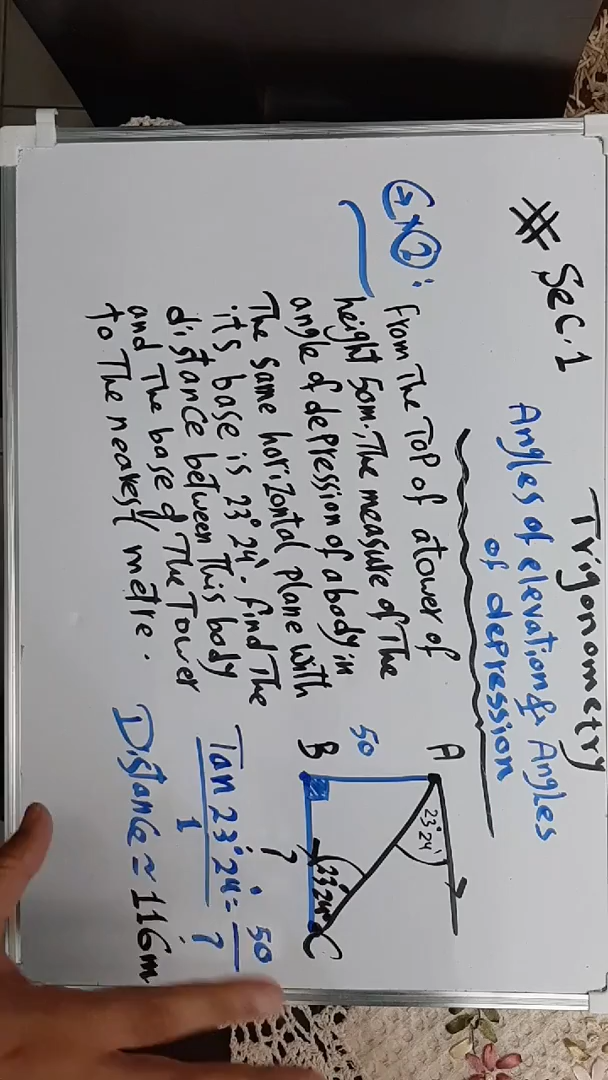 Trigonometry
# Sec.1
Angles of elevation & Angles
of depression
Ex②:
from The Top of a tower of
height 50m. The measure of The
angle of depression of a body in
The same horizontal plane with
it's base is 23°24'. find The
distance between this body
and The base of The Tower
to The nearest metre.
A
23°24'
50
B
?
23°24'
C
Tan 23°24' = 50
1 ?
Distance ≈ 116m